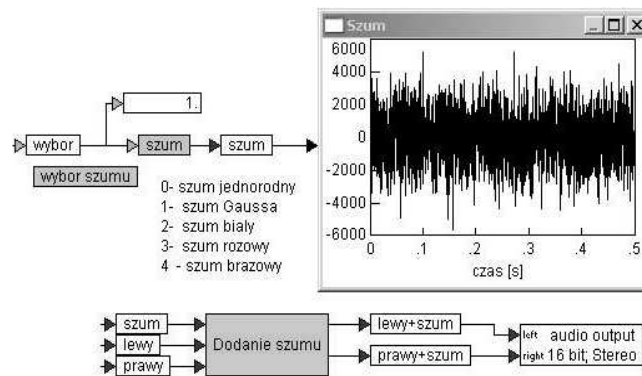 Szum
6000
4000
2000
0
-2000
-4000
-6000
0 .1 .2 .3 .4 .5
czas [s]
1.
wybor szum szum
wybor szumu
0- szum jednorodny
1- szum Gaussa
2- szum bialy
3- szum rozowy
4 - szum brazowy
szum
lewy
prawy
Dodanie szumu
lewy+szum
prawy+szum
left audio output
right 16 bit; Stereo